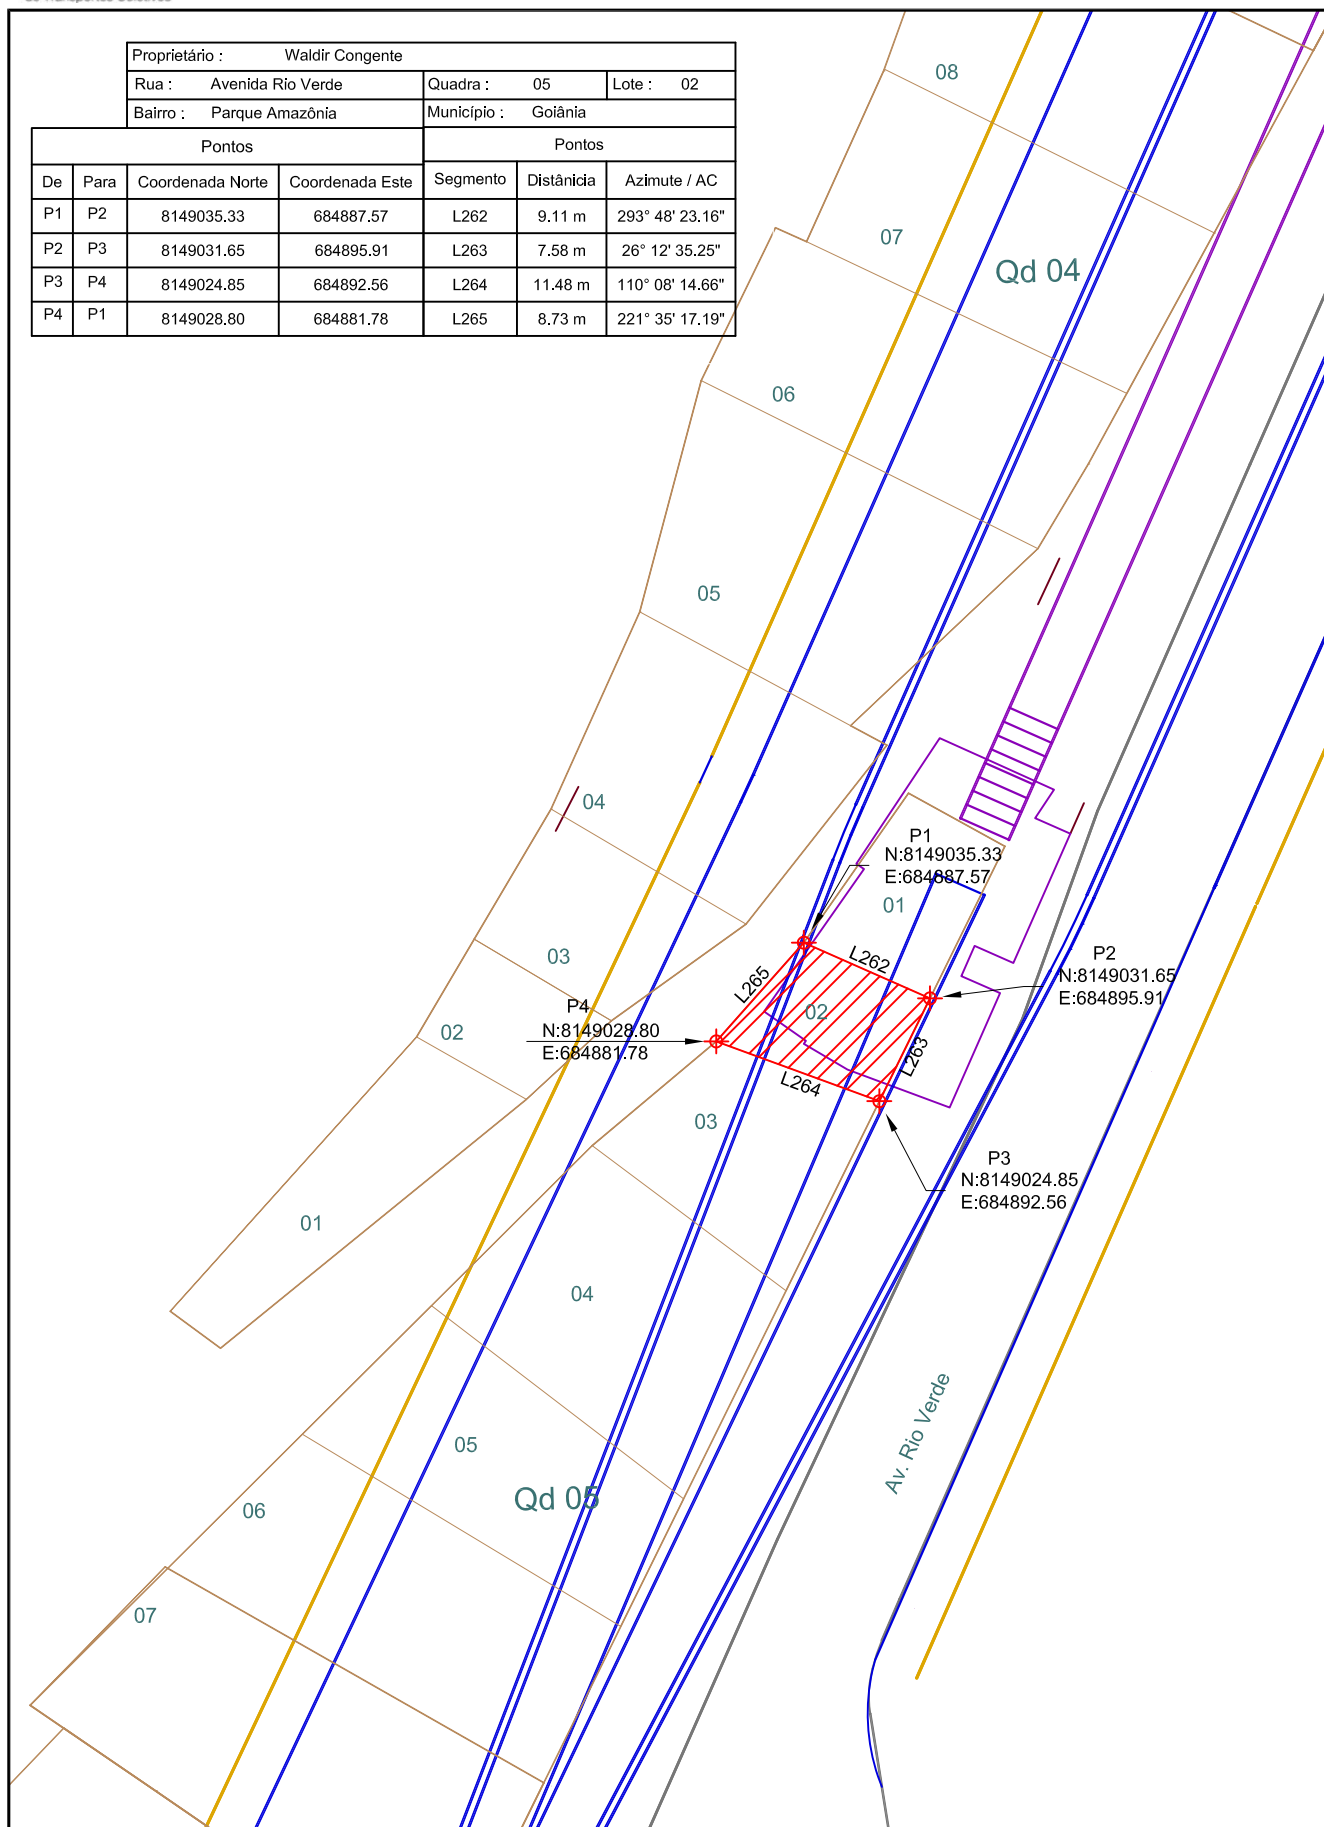 Proprietário : Waldir Congente
Rua : Avenida Rio Verde Quadra : 05 Lote : 02
Bairro : Parque Amazônia Município : Goiânia
Pontos Pontos
De Para Coordenada Norte Coordenada Este Segmento Distânicia Azimute / AC
P1 P2 8149035.33 684887.57 L262 9.11 m 293° 48' 23.16"
P2 P3 8149031.65 684895.91 L263 7.58 m 26° 12' 35.25"
P3 P4 8149024.85 684892.56 L264 11.48 m 110° 08' 14.66"
P4 P1 8149028.80 684881.78 L265 8.73 m 221° 35' 17.19"
08
07
Qd 04
06
05
04
P1
N:8149035.33
E:684887.57
01
03
L262
L265
P2
N:8149031.65
E:684895.91
P4
N:8149028.80
E:684881.78
02
02
L263
L264
03
P3
N:8149024.85
E:684892.56
01
04
Av. Rio Verde
05
Qd 05
06
07